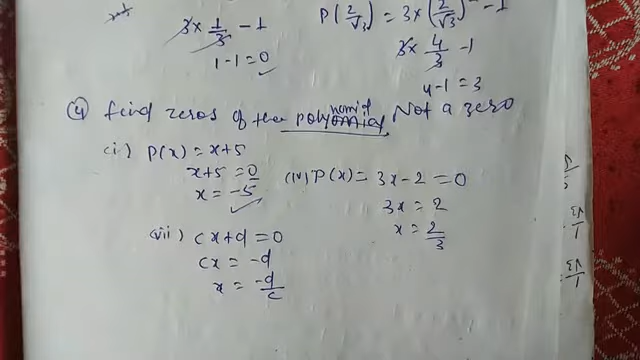 3x 1/3 - 1
1-1=0
P(2/√3) = 3x(2/√3) - 1
3x 4/3 - 1
4-1=3
Not a zero
④ find zeros of the polynomial
(i) P(x) = x+5
x+5 = 0
x = -5
(iv) P(x) = 3x-2 = 0
3x = 2
x = 2/3
(vii) cx+d = 0
cx = -d
x = -d/c